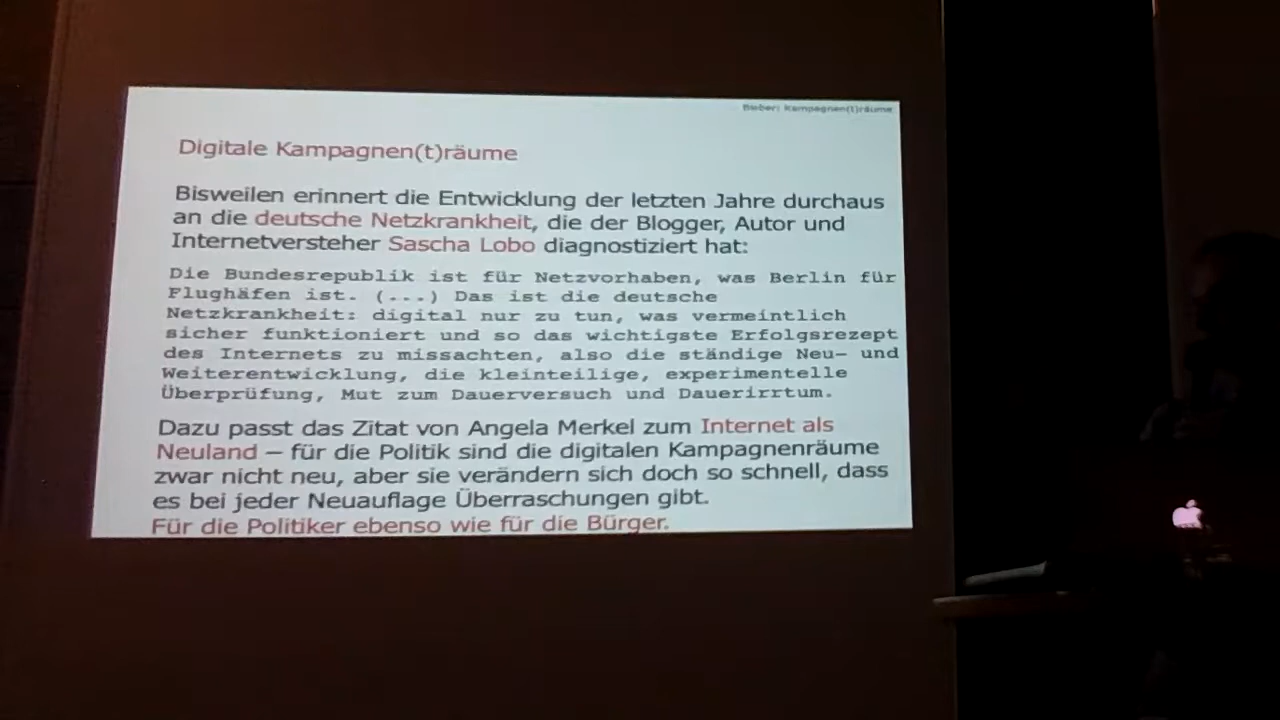 Bieber: Kampagnen(t)räume
Digitale Kampagnen(t)räume
Bisweilen erinnert die Entwicklung der letzten Jahre durchaus
an die deutsche Netzkrankheit, die der Blogger, Autor und
Internetversteher Sascha Lobo diagnostiziert hat:
Die Bundesrepublik ist für Netzvorhaben, was Berlin für
Flughäfen ist. (...) Das ist die deutsche
Netzkrankheit: digital nur zu tun, was vermeintlich
sicher funktioniert und so das wichtigste Erfolgsrezept
des Internets zu missachten, also die ständige Neu- und
Weiterentwicklung, die kleinteilige, experimentelle
Überprüfung, Mut zum Dauerversuch und Dauerirrtum.
Dazu passt das Zitat von Angela Merkel zum Internet als
Neuland – für die Politik sind die digitalen Kampagnenräume
zwar nicht neu, aber sie verändern sich doch so schnell, dass
es bei jeder Neuauflage Überraschungen gibt.
Für die Politiker ebenso wie für die Bürger.